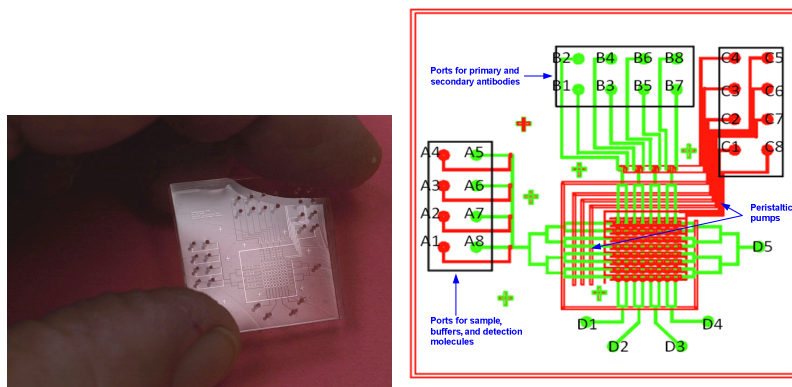 B2 B4 B6 B8
B1 B3 B5 B7
Ports for primary and
secondary antibodies
C4 C5
C3 C6
C2 C7
C1 C8
A4 A5
A3 A6
A2 A7
A1 A8
Peristaltic
pumps
D5
Ports for sample,
buffers, and detection
molecules
D1 D4
D2 D3